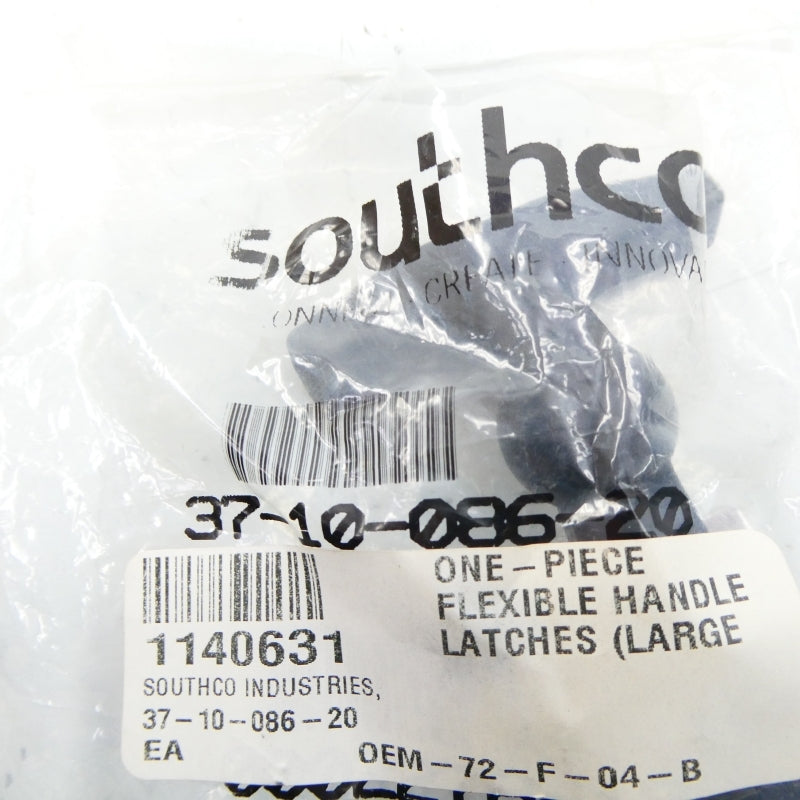 southco
CREATE · INNOVA
37-10-086-20
ONE-PIECE
FLEXIBLE HANDLE
LATCHES (LARGE
1140631
SOUTHCO INDUSTRIES,
37-10-086-20
EA
OEM-72-F-04-B